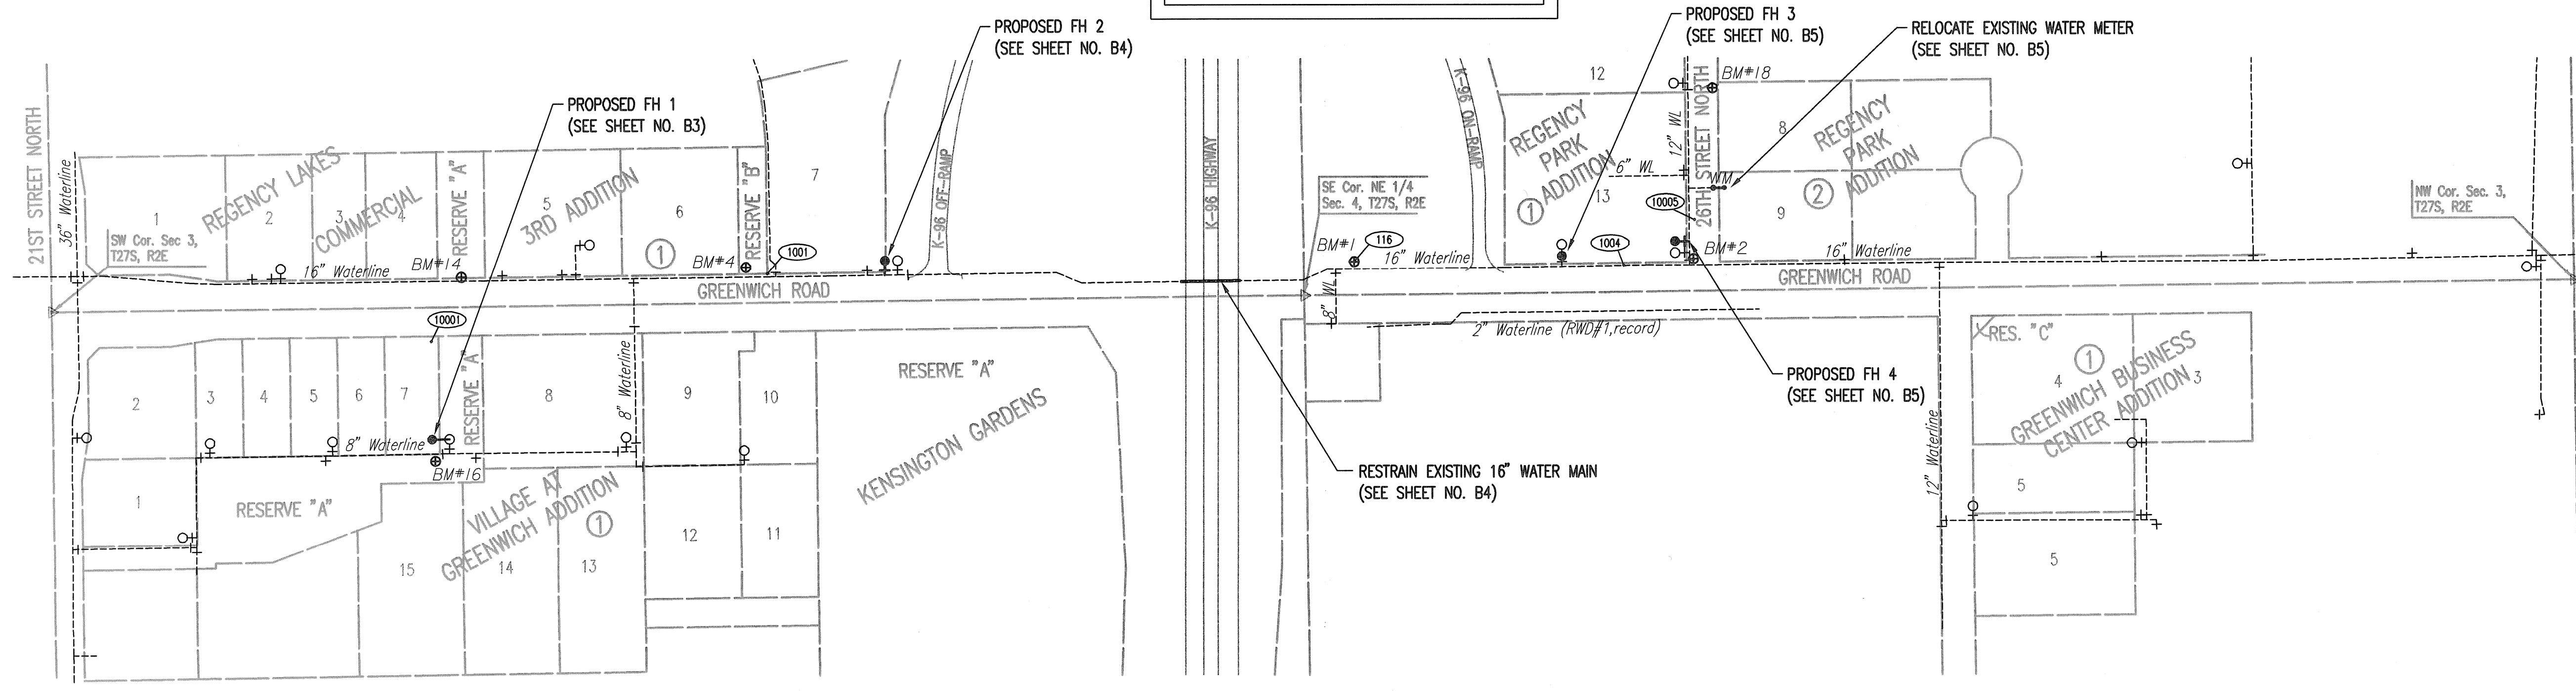 PROPOSED FH 2
(SEE SHEET NO. B4)
PROPOSED FH 3
(SEE SHEET NO. B5)
RELOCATE EXISTING WATER METER
(SEE SHEET NO. B5)
PROPOSED FH 1
(SEE SHEET NO. B3)
21ST STREET NORTH
36" Waterline
SW Cor. Sec 3,
T27S, R2E
1
2
3
4
REGENCY LAKES
COMMERCIAL
3RD ADDITION
RESERVE "A"
5
6
1
RESERVE "B"
7
K-96 OFF-RAMP
K-96 HIGHWAY
K-96 ON-RAMP
SE Cor. NE 1/4
Sec. 4, T27S, R2E
12
REGENCY
PARK
ADDITION
1
13
12" WL
6" WL
26TH STREET NORTH
BM#18
WM
8
REGENCY
PARK
ADDITION
2
9
10005
NW Cor. Sec. 3,
T27S, R2E
16" Waterline
BM#14
BM#4
1001
BM#1
116
16" Waterline
1004
BM#2
16" Waterline
GREENWICH ROAD
GREENWICH ROAD
8" WL
2" Waterline (RWD#1,record)
10001
2
3
4
5
6
7
RESERVE "A"
8
8" Waterline
9
10
RESERVE "A"
KENSINGTON GARDENS
8" Waterline
BM#16
1
RESERVE "A"
VILLAGE AT
GREENWICH ADDITION
1
15
14
13
12
11
RESTRAIN EXISTING 16" WATER MAIN
(SEE SHEET NO. B4)
PROPOSED FH 4
(SEE SHEET NO. B5)
12" Waterline
RES. "C"
1
4
3
GREENWICH BUSINESS
CENTER ADDITION
5
5